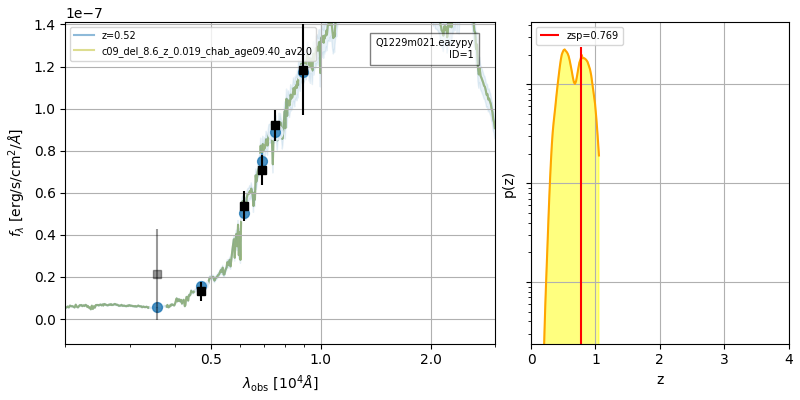 1e−7
z=0.52
c09_del_8.6_z_0.019_chab_age09.40_av2.0
Q1229m021.eazypy
ID=1
1.4
1.2
1.0
0.8
0.6
0.4
0.2
0.0
fλ [erg/s/cm²/Å]
0.5
1.0
2.0
λobs [10⁴Å]
zsp=0.769
p(z)
0
1
2
3
4
z